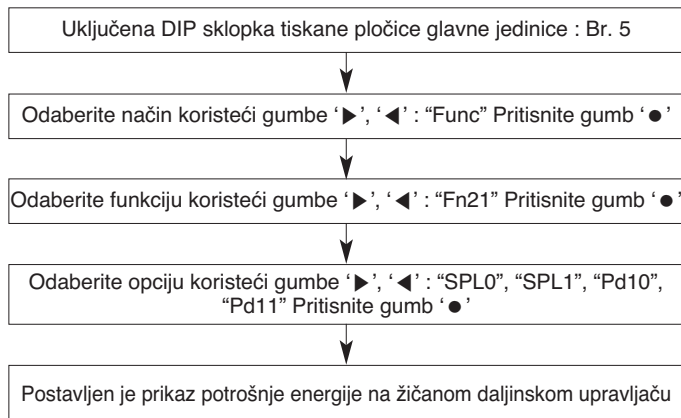 Uključena DIP sklopka tiskane pločice glavne jedinice : Br. 5
Odaberite način koristeći gumbe ‘▶’, ‘◀’ : “Func” Pritisnite gumb ‘●’
Odaberite funkciju koristeći gumbe ‘▶’, ‘◀’ : “Fn21” Pritisnite gumb ‘●’
Odaberite opciju koristeći gumbe ‘▶’, ‘◀’ : “SPL0”, “SPL1”, “Pd10”,
“Pd11” Pritisnite gumb ‘●’
Postavljen je prikaz potrošnje energije na žičanom daljinskom upravljaču